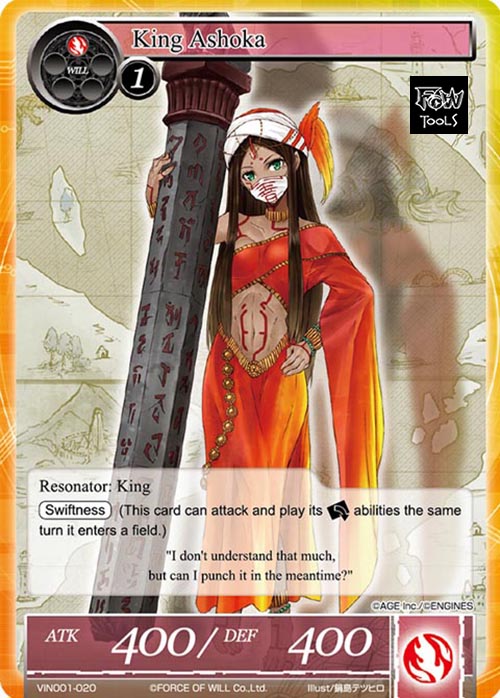 King Ashoka
WILL
1
FOW
TOOLS
Resonator: King
Swiftness (This card can attack and play its abilities the same
turn it enters a field.)
"I don't understand that much,
but can I punch it in the meantime?"
©AGE Inc./©ENGINES
ATK 400 / DEF 400
VIN001-020 ©FORCE OF WILL Co.,Ltd. Illust/鍋島テツヒロ